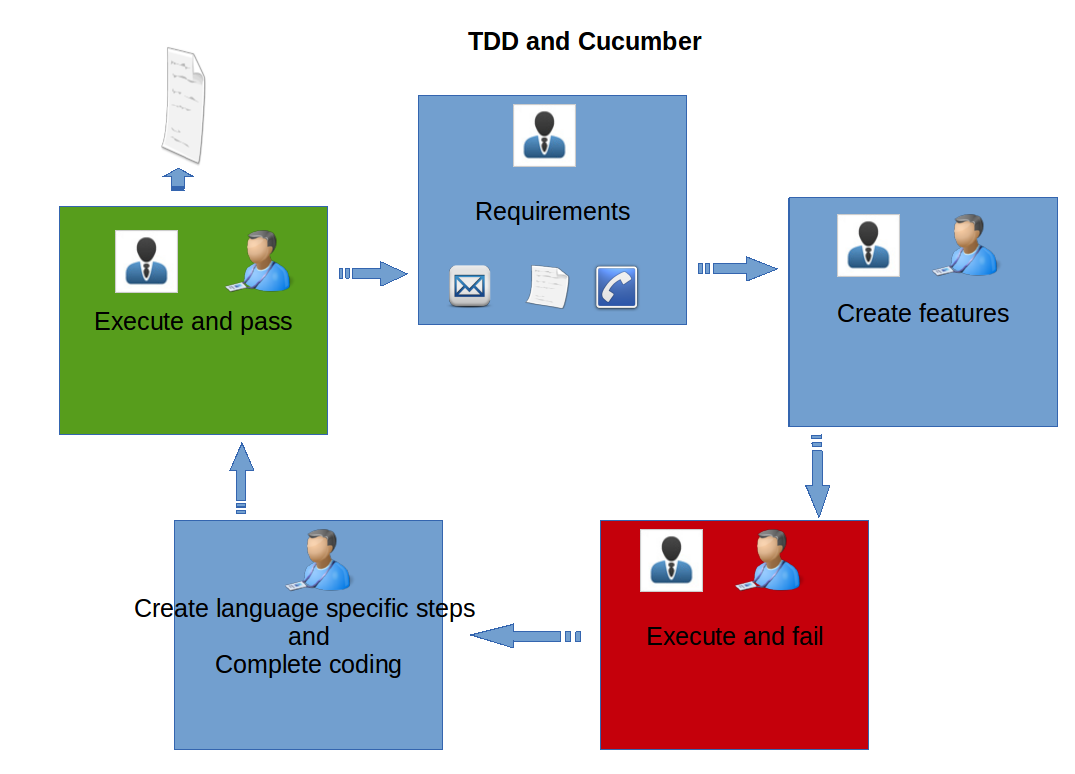 TDD and Cucumber
Requirements
Create features
Execute and fail
Create language specific steps
and
Complete coding
Execute and pass